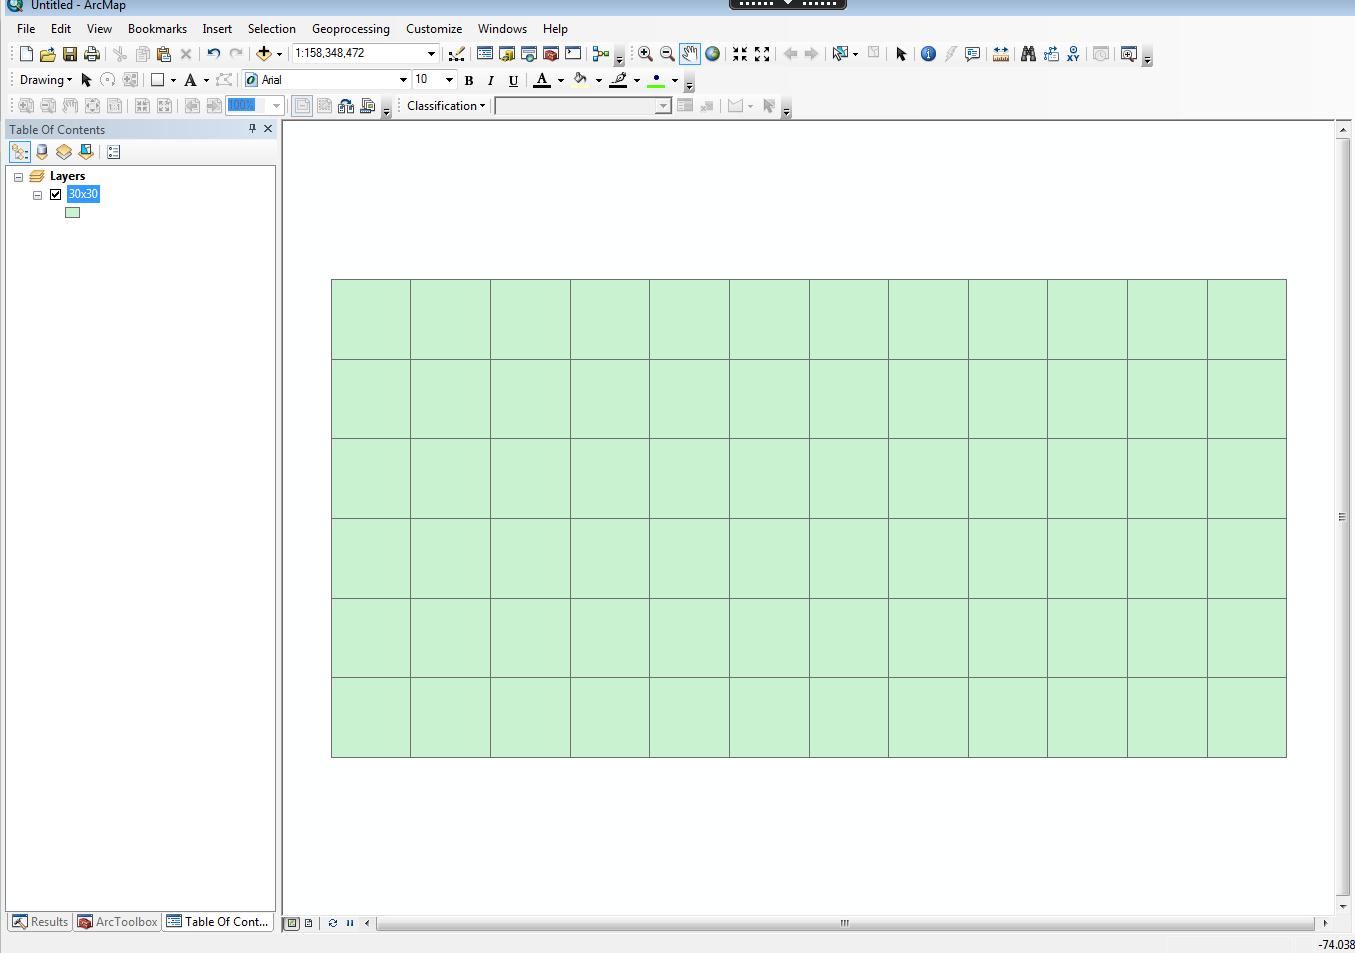 Untitled - ArcMap
File Edit View Bookmarks Insert Selection Geoprocessing Customize Windows Help
1:158,348,472
Drawing Arial 10 B I U A
100% Classification
Table Of Contents
Layers
30x30
Results ArcToolbox Table Of Cont...
-74.038